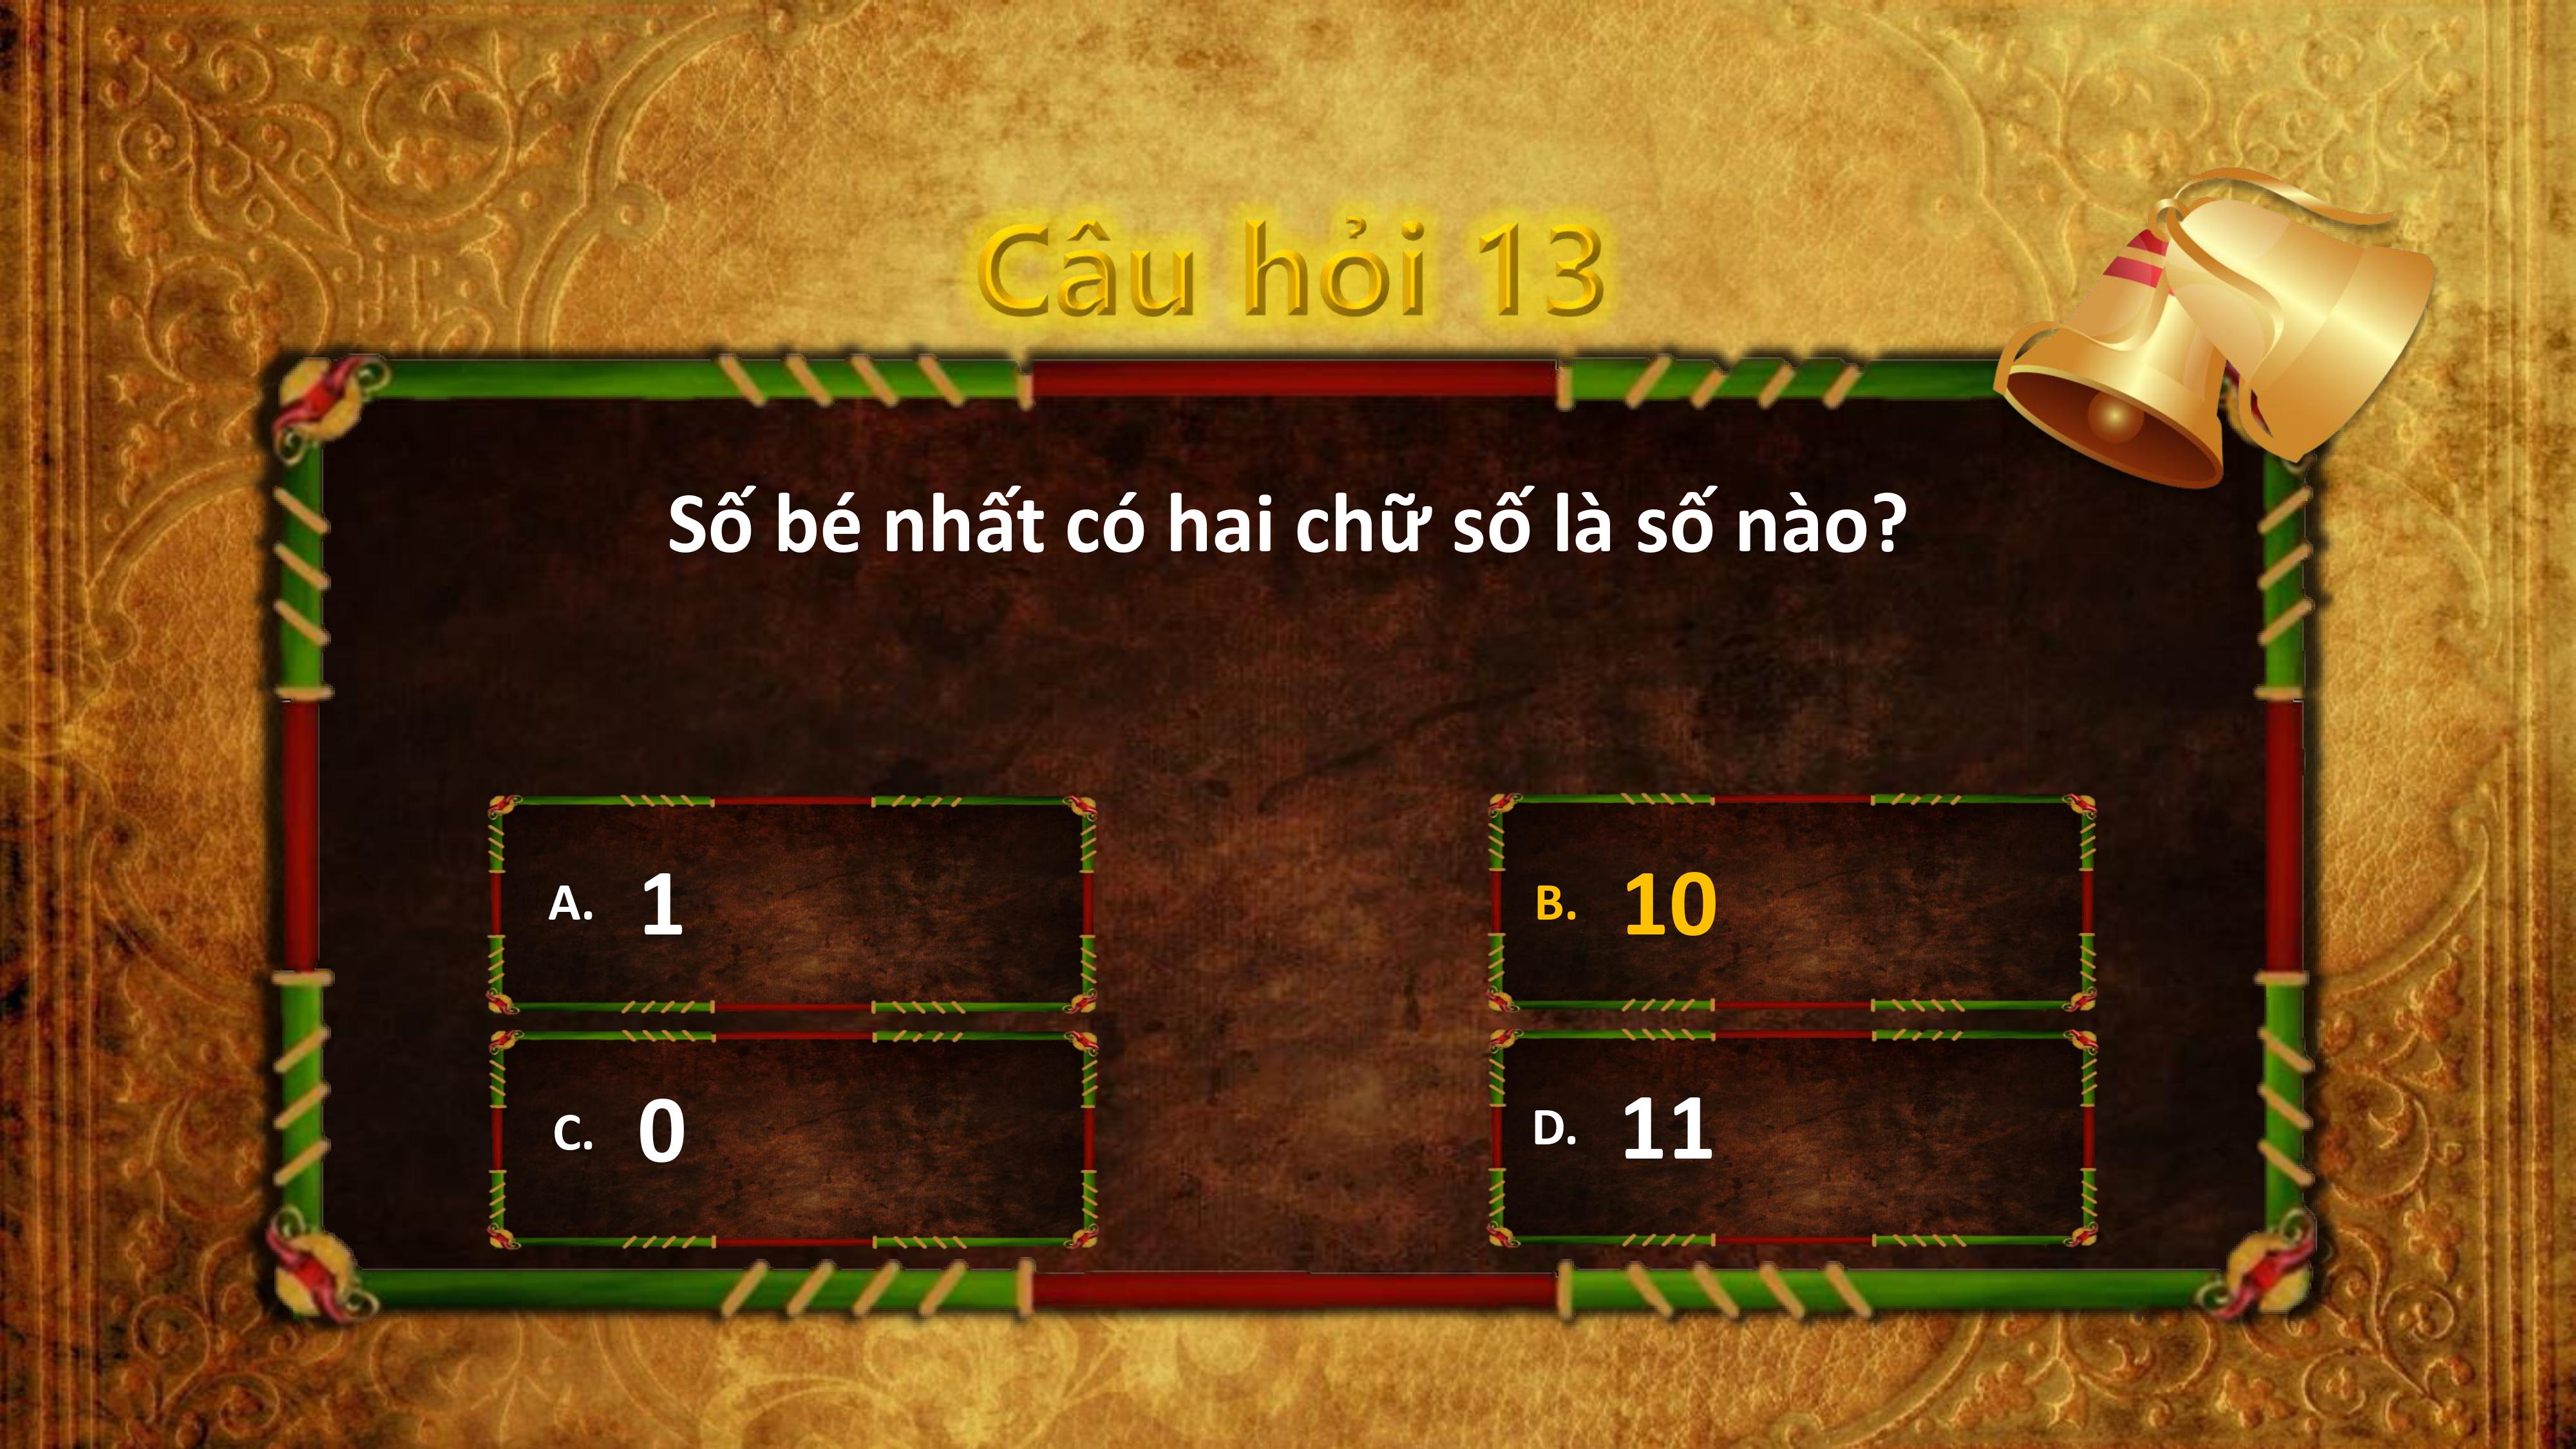 Câu hỏi 13
Số bé nhất có hai chữ số là số nào?
A. 1
B. 10
C. 0
D. 11